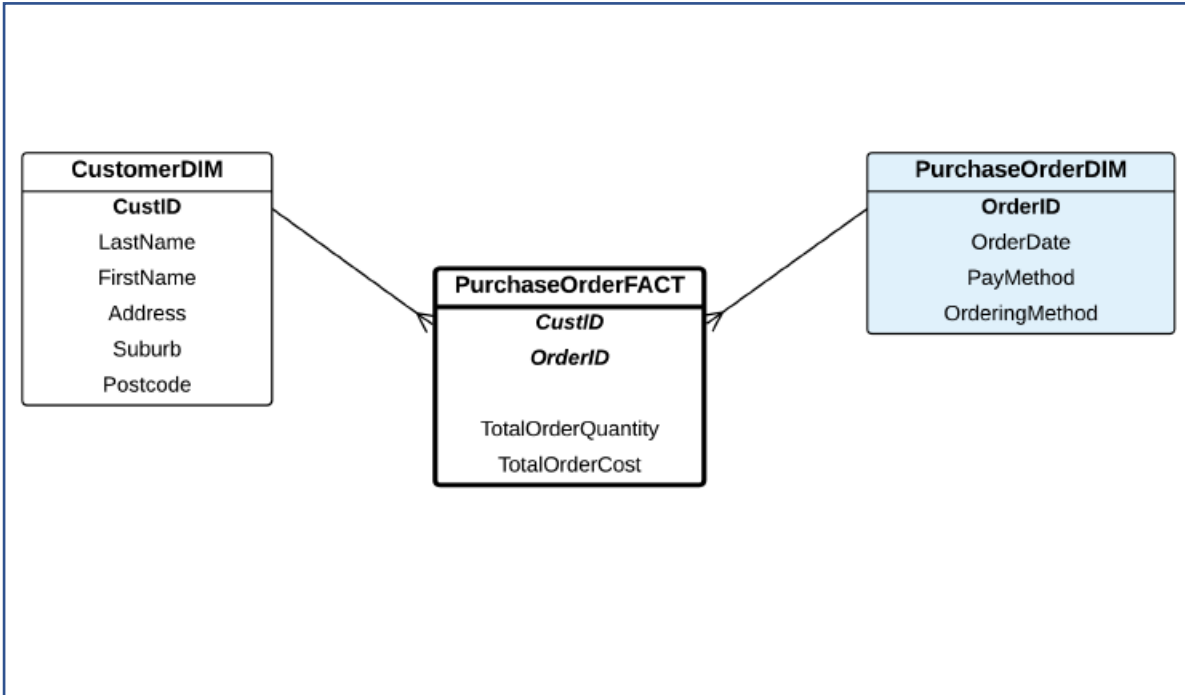 CustomerDIM
CustID
LastName
FirstName
Address
Suburb
Postcode
PurchaseOrderFACT
CustID
OrderID
TotalOrderQuantity
TotalOrderCost
PurchaseOrderDIM
OrderID
OrderDate
PayMethod
OrderingMethod